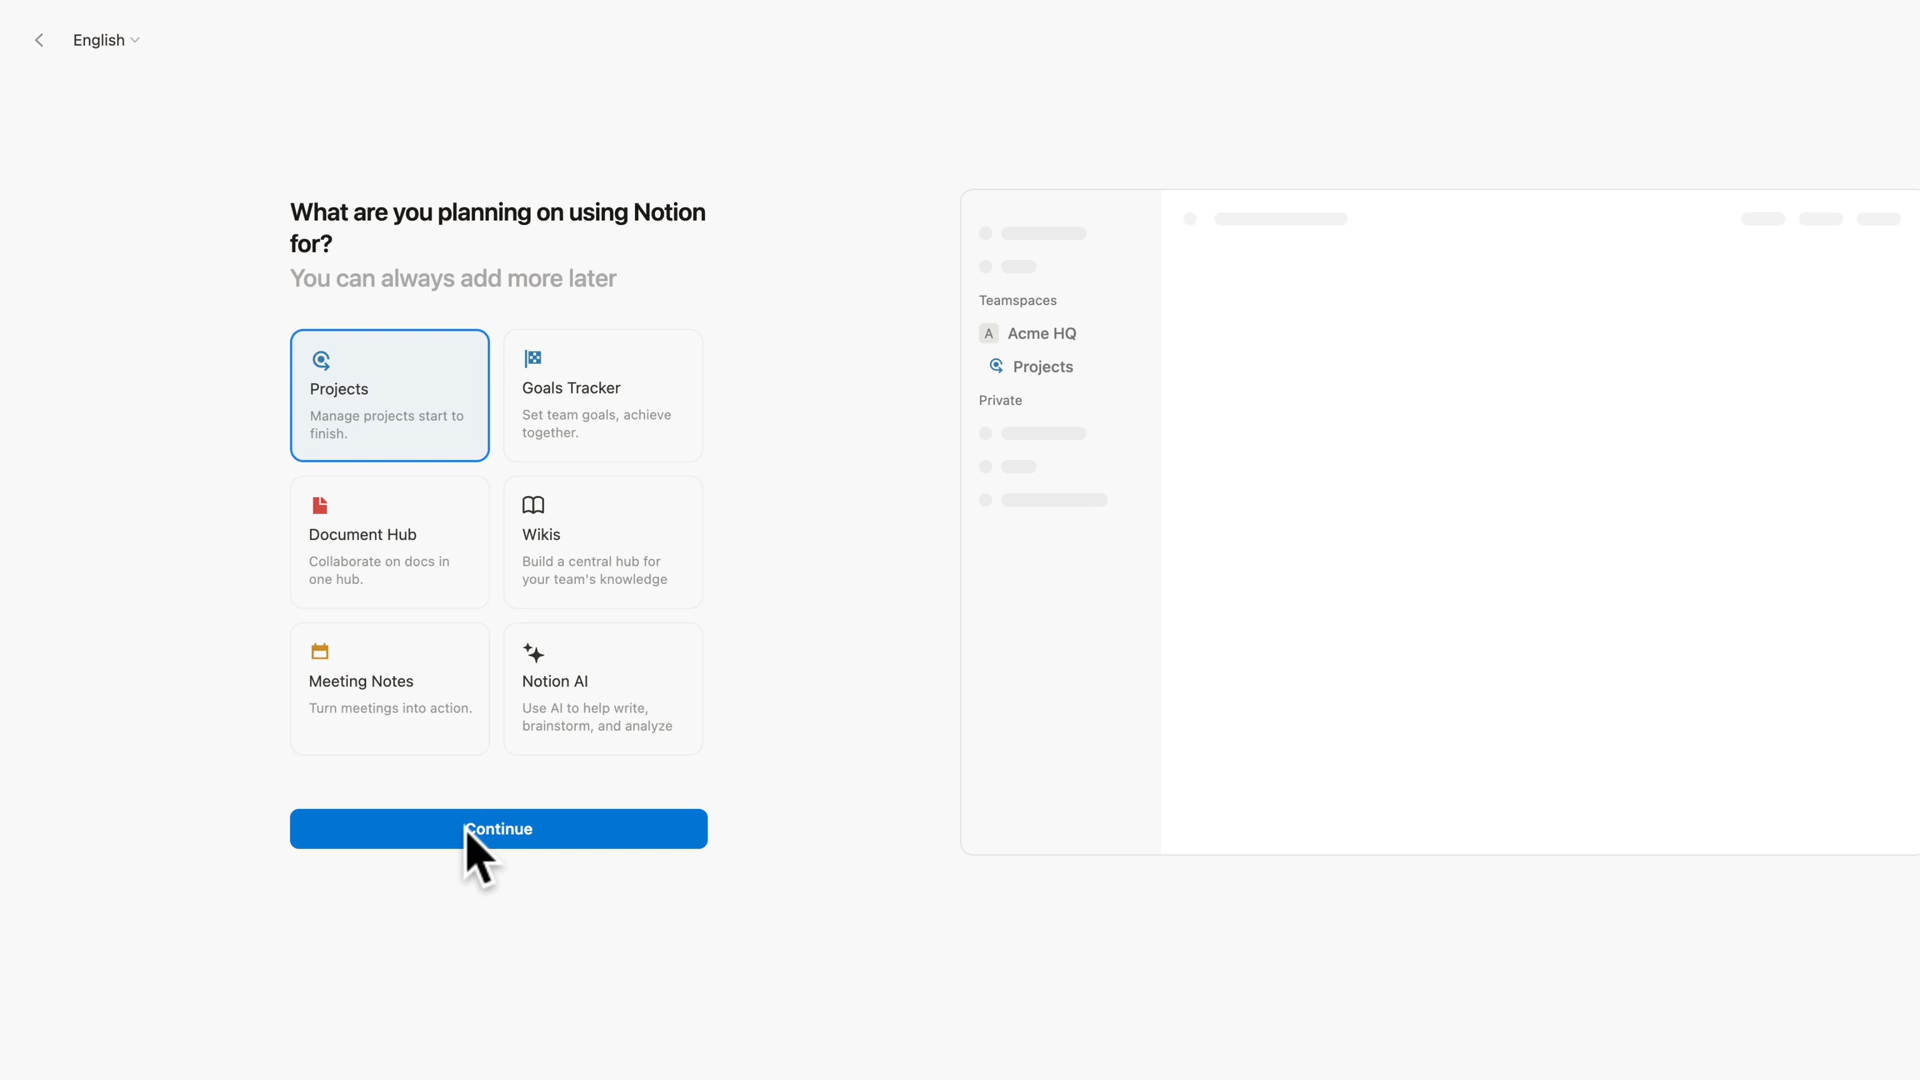 English
What are you planning on using Notion
for?
You can always add more later
Projects
Manage projects start to
finish.
Goals Tracker
Set team goals, achieve
together.
Document Hub
Collaborate on docs in
one hub.
Wikis
Build a central hub for
your team's knowledge
Meeting Notes
Turn meetings into action.
Notion AI
Use AI to help write,
brainstorm, and analyze
Continue
Teamspaces
A Acme HQ
Projects
Private